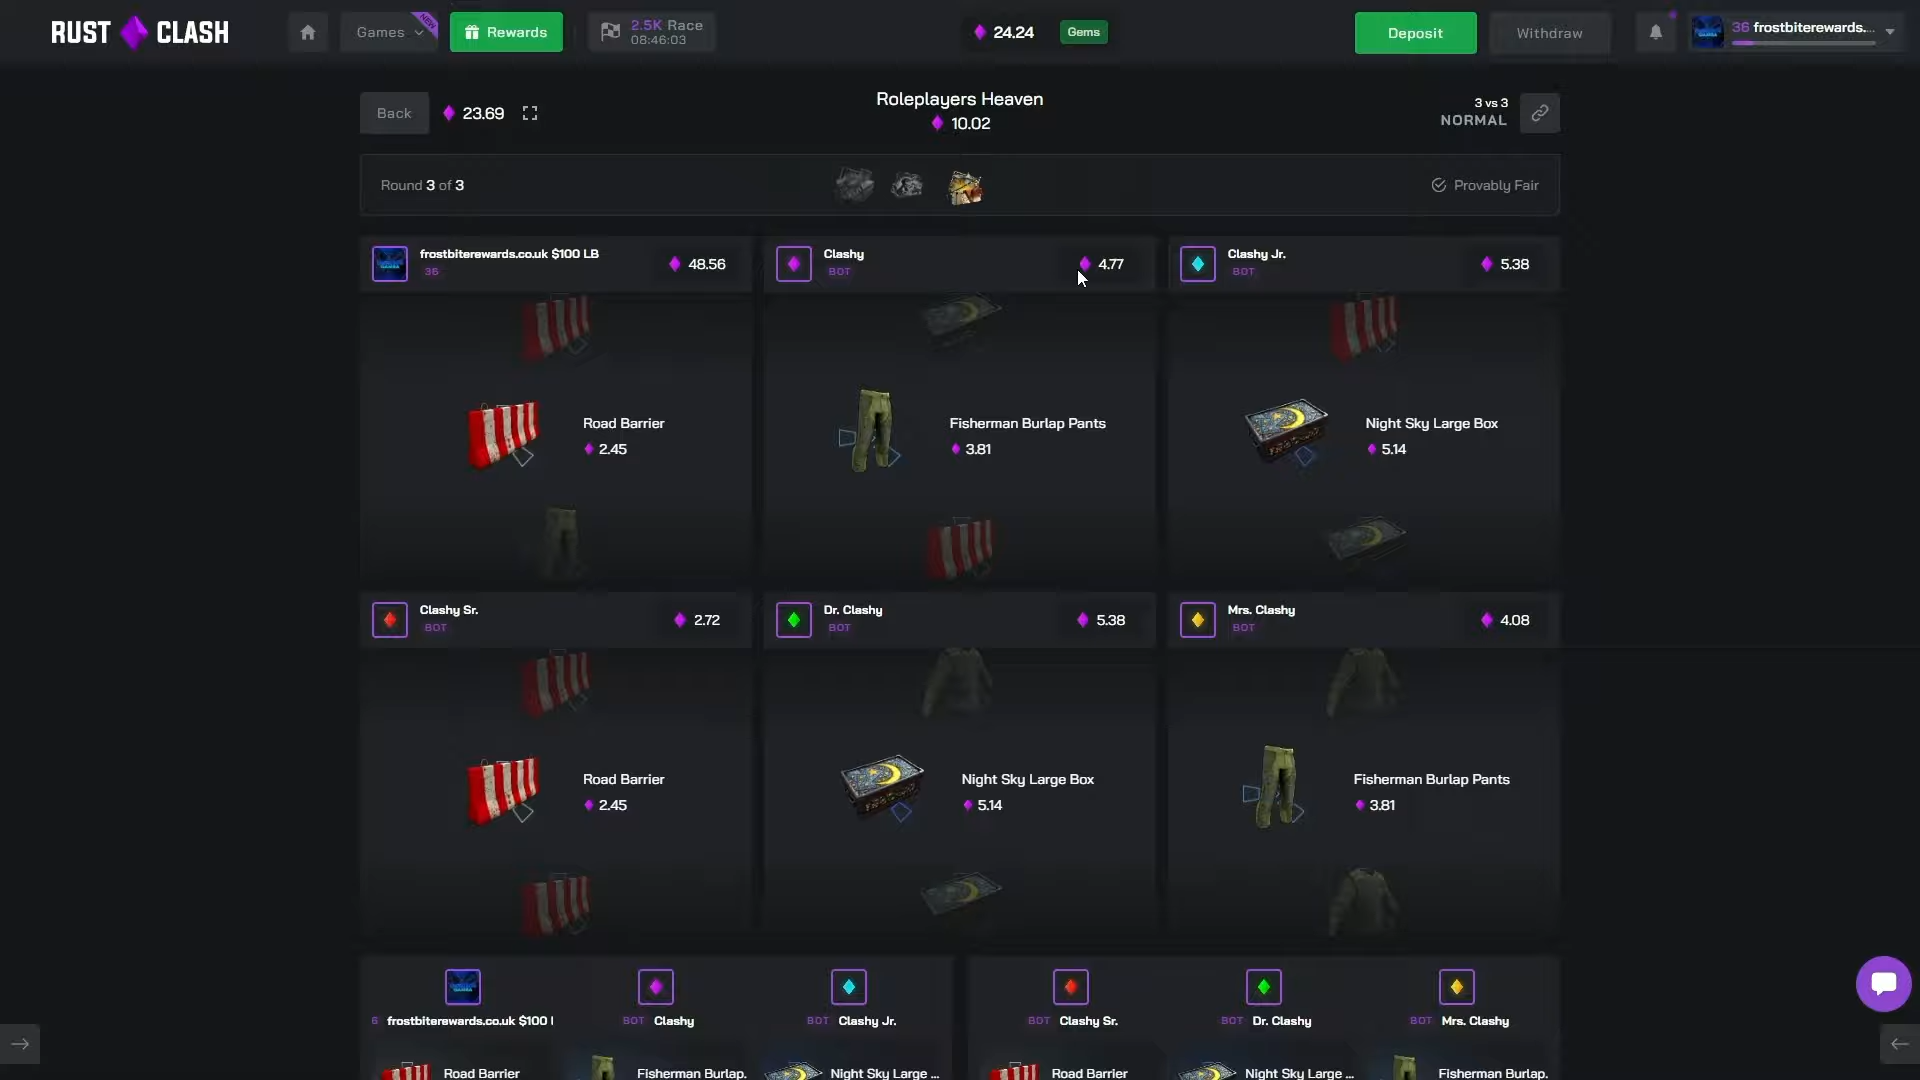 RUST CLASH
Games
NEW
Rewards
2.5K Race
08:46:03
24.24
Gems
Deposit
Withdraw
36 frostbiterewards....
Back
23.69
Roleplayers Heaven
10.02
3 vs 3
NORMAL
Round 3 of 3
Provably Fair
frostbiterewards.co.uk $100 LB
36
48.56
Clashy
BOT
4.77
Clashy Jr.
BOT
5.38
Road Barrier
2.45
Fisherman Burlap Pants
3.81
Night Sky Large Box
5.14
Clashy Sr.
BOT
2.72
Dr. Clashy
BOT
5.38
Mrs. Clashy
BOT
4.08
Road Barrier
2.45
Night Sky Large Box
5.14
Fisherman Burlap Pants
3.81
6 frostbiterewards.co.uk $100 l
BOT Clashy
BOT Clashy Jr.
BOT Clashy Sr.
BOT Dr. Clashy
BOT Mrs. Clashy
Road Barrier
Fisherman Burlap.
Night Sky Large ...
Road Barrier
Night Sky Large ...
Fisherman Burlap.